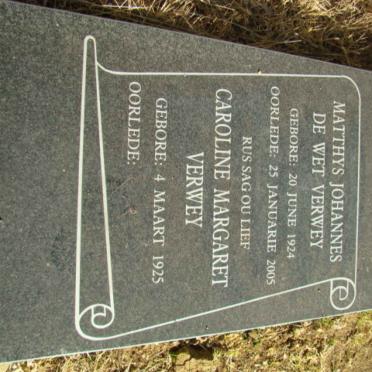 MATTHYS JOHANNES
DE WET VERWEY
GEBORE: 20 JUNE 1924
OORLEDE: 25 JANUARIE 2005
RUS SAG OU LIEF
CAROLINE MARGARET
VERWEY
GEBORE: 4 MAART 1925
OORLEDE: